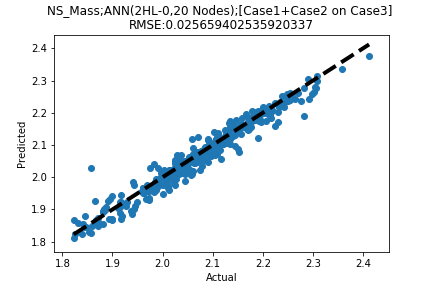 NS_Mass;ANN(2HL-0,20 Nodes);[Case1+Case2 on Case3]
RMSE:0.025659402535920337
2.4
2.3
2.2
2.1
2.0
1.9
1.8
Predicted
1.8 1.9 2.0 2.1 2.2 2.3 2.4
Actual